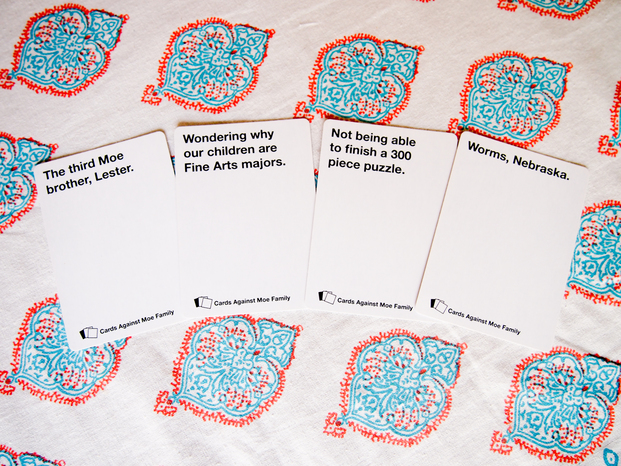 The third Moe
brother, Lester.
Cards Against Moe Family
Wondering why
our children are
Fine Arts majors.
Cards Against Moe Family
Not being able
to finish a 300
piece puzzle.
Cards Against Moe Family
Worms, Nebraska.
Cards Against Moe Family